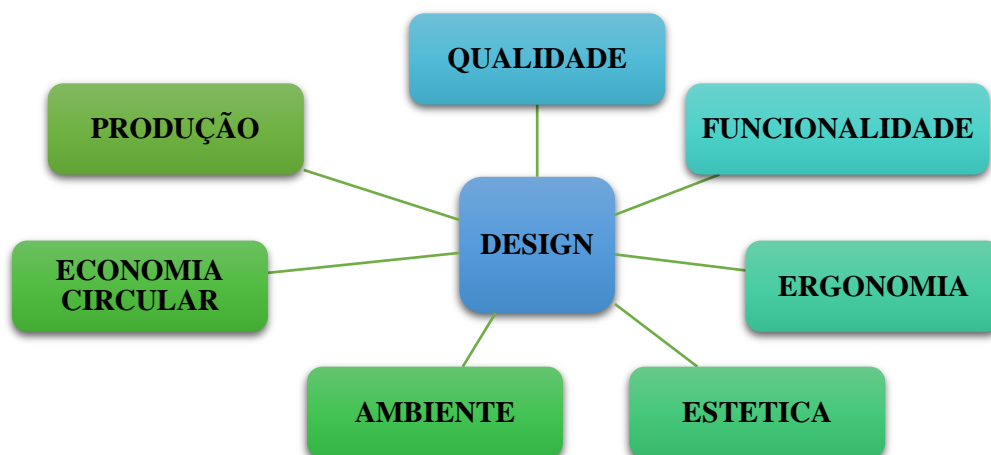 QUALIDADE
PRODUÇÃO
FUNCIONALIDADE
DESIGN
ECONOMIA
CIRCULAR
ERGONOMIA
AMBIENTE
ESTETICA